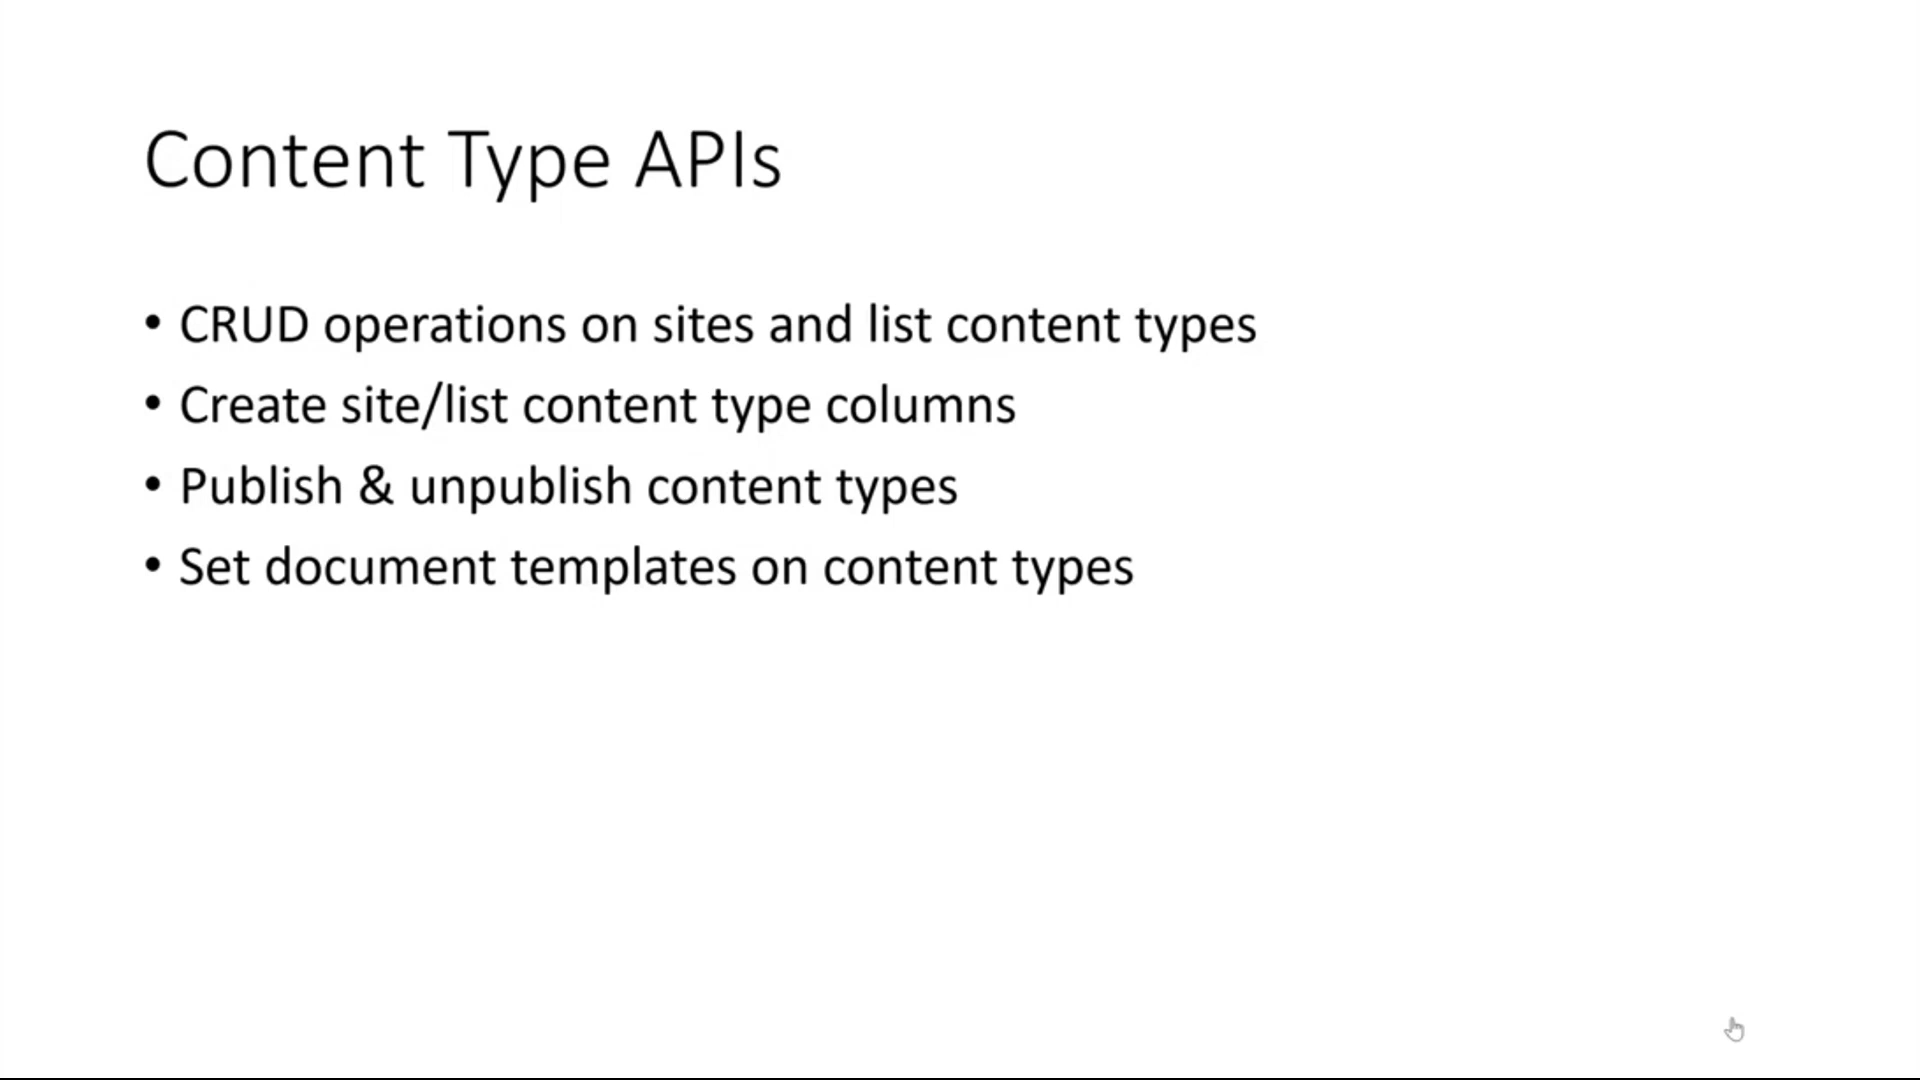 Content Type APIs
• CRUD operations on sites and list content types
• Create site/list content type columns
• Publish & unpublish content types
• Set document templates on content types